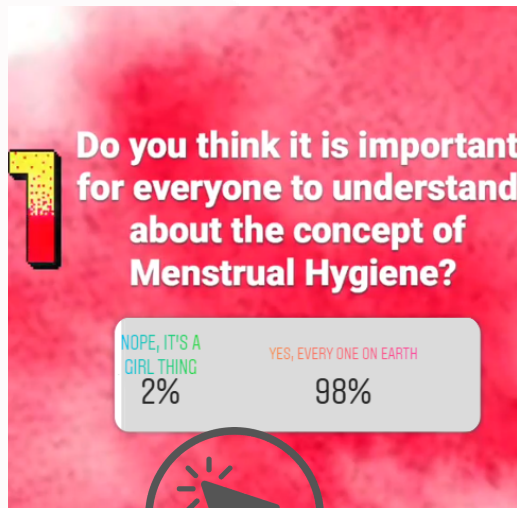 1
Do you think it is important
for everyone to understand
about the concept of
Menstrual Hygiene?
NOPE, IT'S A
GIRL THING
2%
YES, EVERY ONE ON EARTH
98%